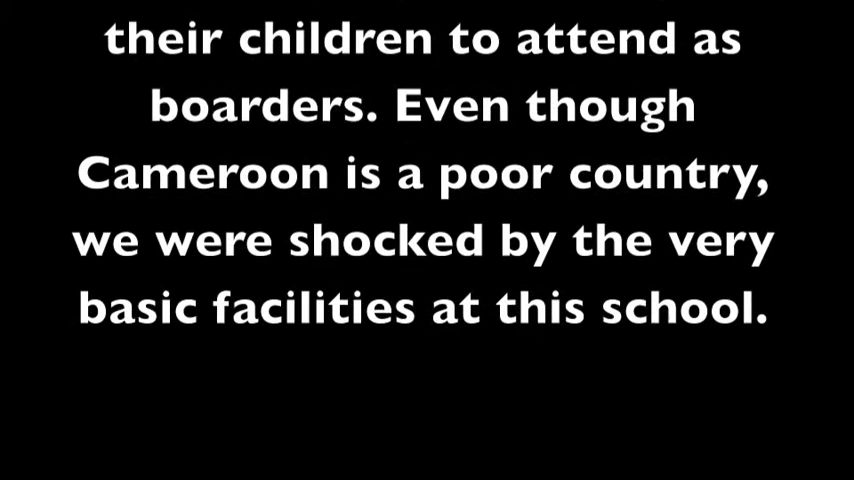 their children to attend as
boarders. Even though
Cameroon is a poor country,
we were shocked by the very
basic facilities at this school.